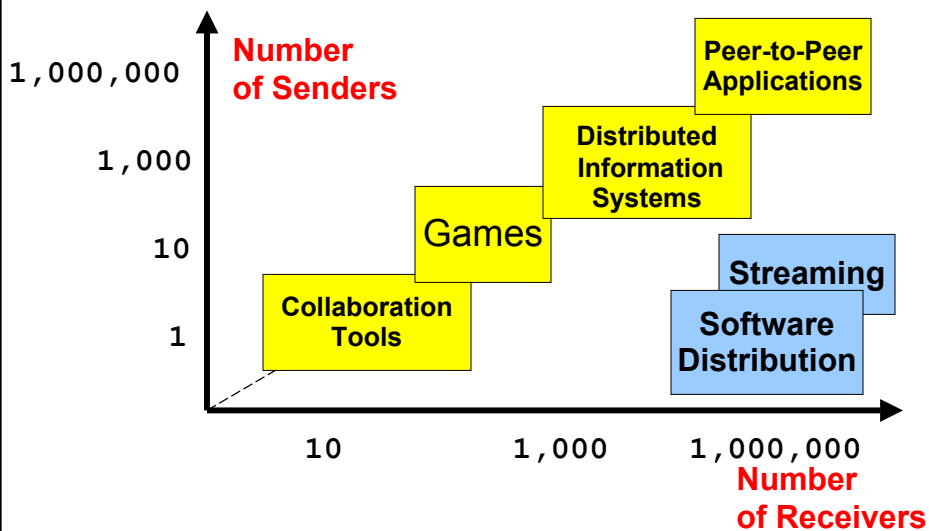 Number
of Senders
1,000,000
1,000
10
1
Peer-to-Peer
Applications
Distributed
Information
Systems
Games
Collaboration
Tools
Streaming
Software
Distribution
10
1,000
1,000,000
Number
of Receivers